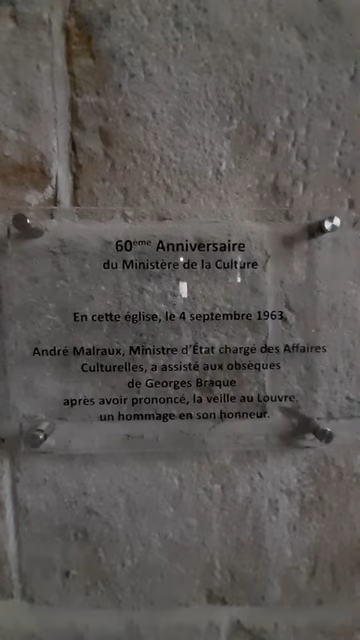 60ème Anniversaire
du Ministère de la Culture
En cette église, le 4 septembre 1963,
André Malraux, Ministre d'État chargé des Affaires
Culturelles, a assisté aux obsèques
de Georges Braque
après avoir prononcé, la veille au Louvre,
un hommage en son honneur.